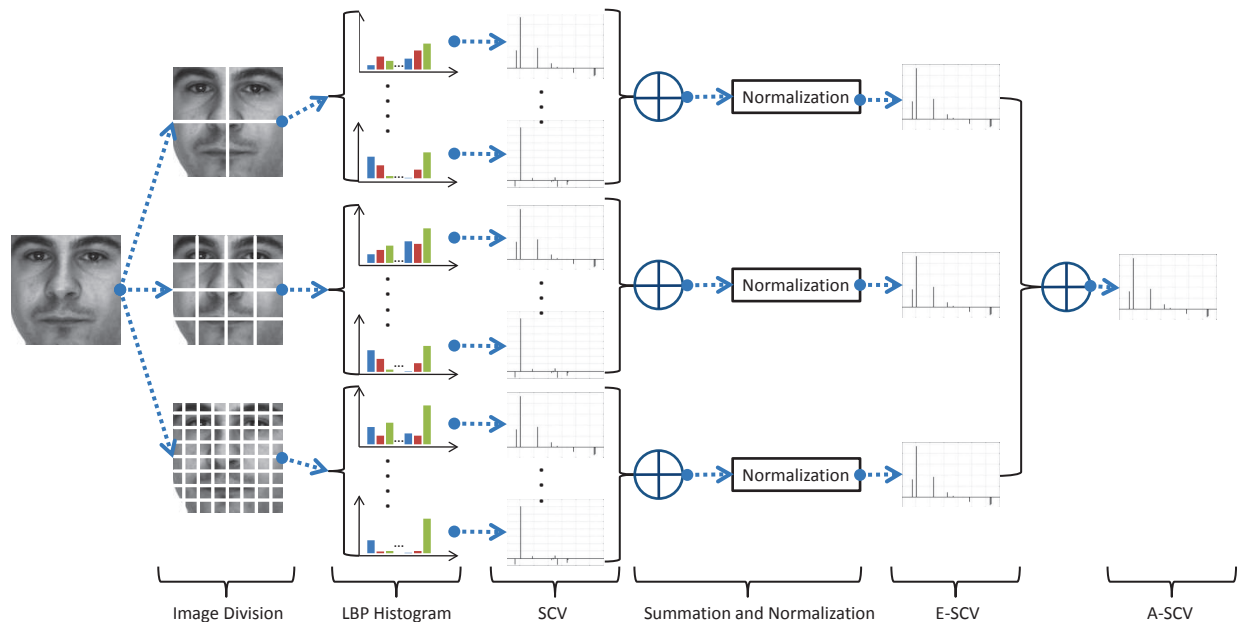 Normalization
Normalization
Normalization
Image Division
LBP Histogram
SCV
Summation and Normalization
E-SCV
A-SCV